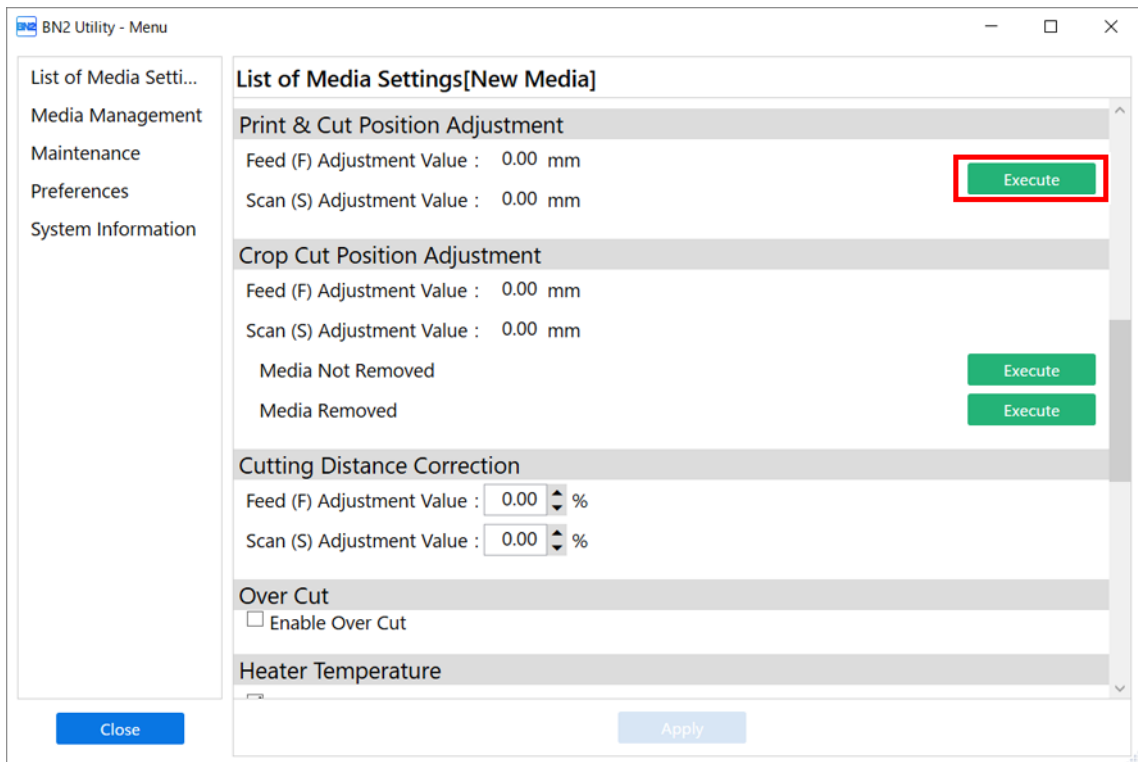 BN2 BN2 Utility - Menu
List of Media Setti...
Media Management
Maintenance
Preferences
System Information
List of Media Settings[New Media]
Print & Cut Position Adjustment
Feed (F) Adjustment Value : 0.00 mm
Execute
Scan (S) Adjustment Value : 0.00 mm
Crop Cut Position Adjustment
Feed (F) Adjustment Value : 0.00 mm
Scan (S) Adjustment Value : 0.00 mm
Media Not Removed Execute
Media Removed Execute
Cutting Distance Correction
Feed (F) Adjustment Value : 0.00 %
Scan (S) Adjustment Value : 0.00 %
Over Cut
Enable Over Cut
Heater Temperature
Close Apply